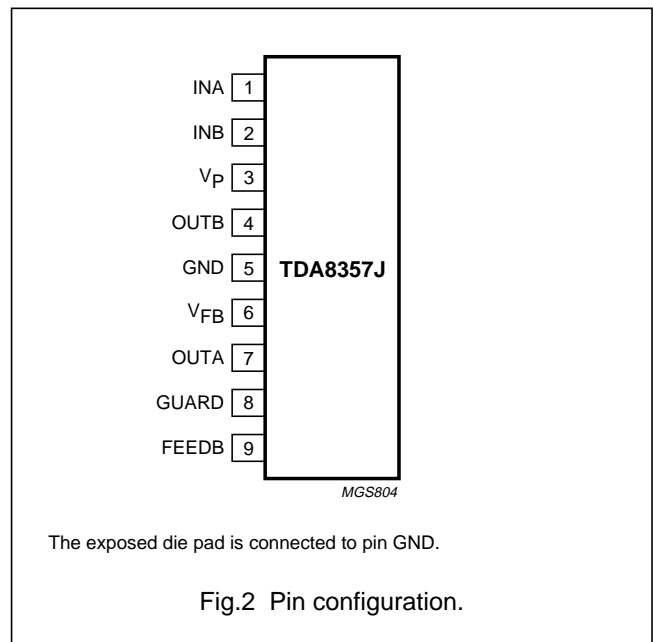 INA 1
INB 2
VP 3
OUTB 4
GND 5 TDA8357J
VFB 6
OUTA 7
GUARD 8
FEEDB 9
MGS804
The exposed die pad is connected to pin GND.
Fig.2 Pin configuration.